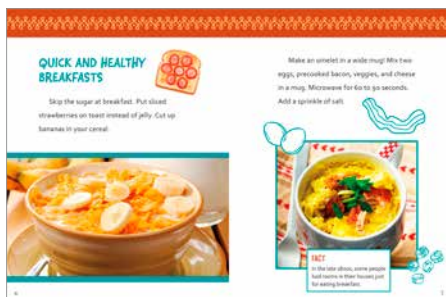 QUICK AND HEALTHY
BREAKFASTS
Skip the sugar at breakfast. Put sliced
strawberries on toast instead of jelly. Cut up
bananas in your cereal.
Make an omelet in a wide mug! Mix two
eggs, precooked bacon, veggies, and cheese
in a mug. Microwave for 60 to 90 seconds.
Add a sprinkle of salt.
FACT
In the late 1800s, some people
had rooms in their houses just
for eating breakfast.
6
7